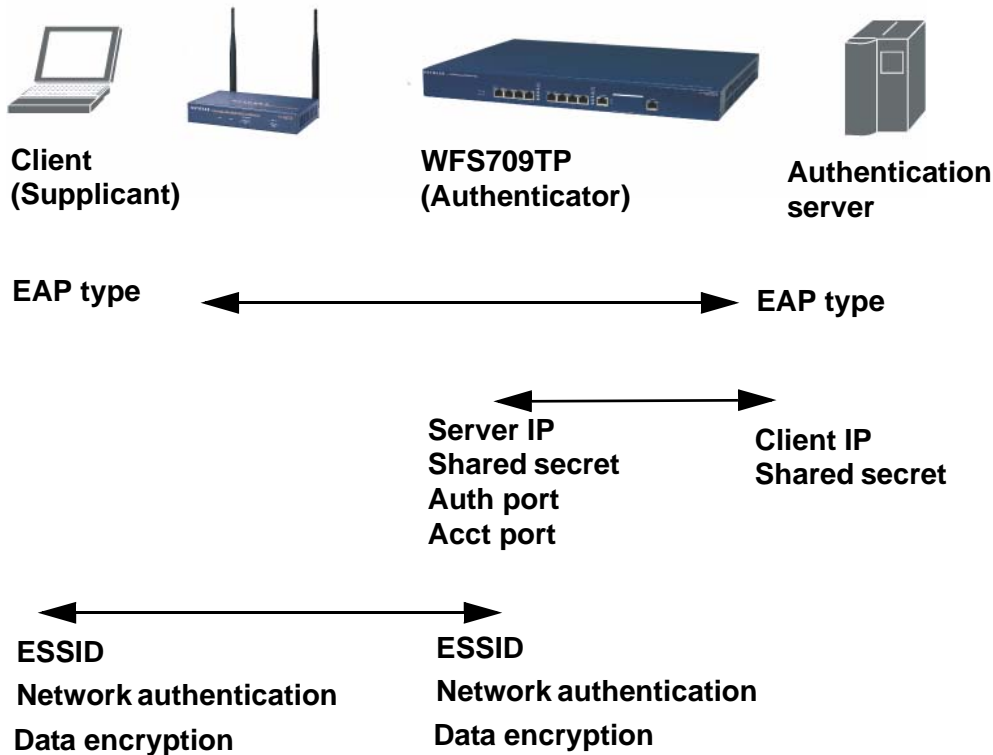 Client
(Supplicant)
WFS709TP
(Authenticator)
Authentication
server
EAP type
EAP type
Server IP
Shared secret
Auth port
Acct port
Client IP
Shared secret
ESSID
Network authentication
Data encryption
ESSID
Network authentication
Data encryption